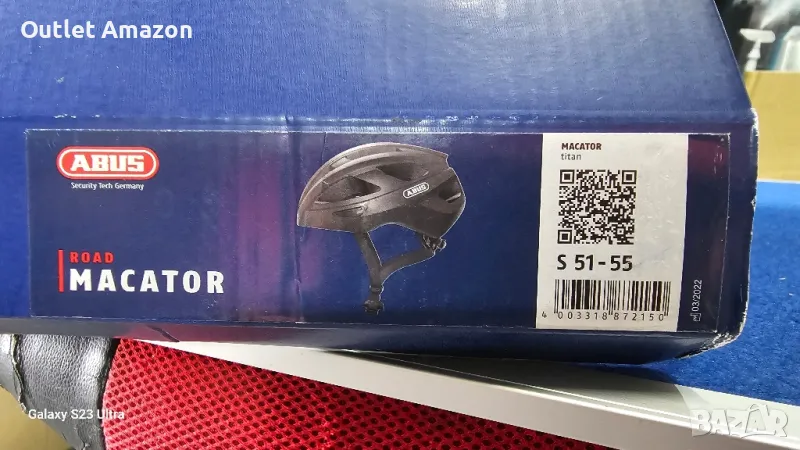 Outlet Amazon
ABUS
Security Tech Germany
ROAD
MACATOR
ABUS
MACATOR
titan
S 51-55
4 003318 872150
03/2022
Galaxy S23 Ultra
BAZAR